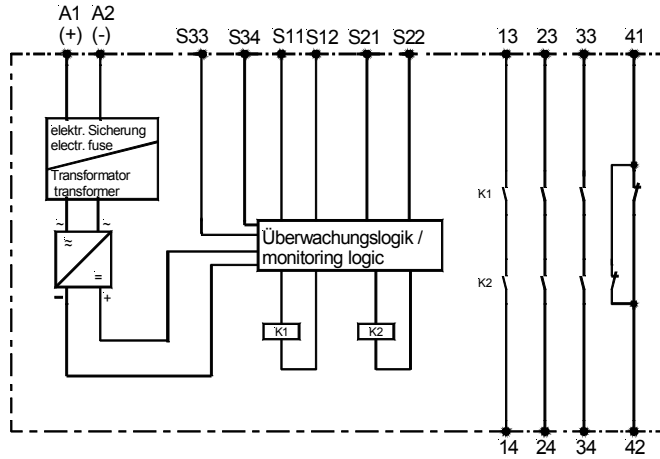 A1 A2
(+) (-) S33 S34 S11 S12 S21 S22 13 23 33 41
elektr. Sicherung
electr. fuse
Transformator
transformer
~ ~
≈
=
− +
Überwachungslogik /
monitoring logic
K1
K2
K1 K2
14 24 34 42